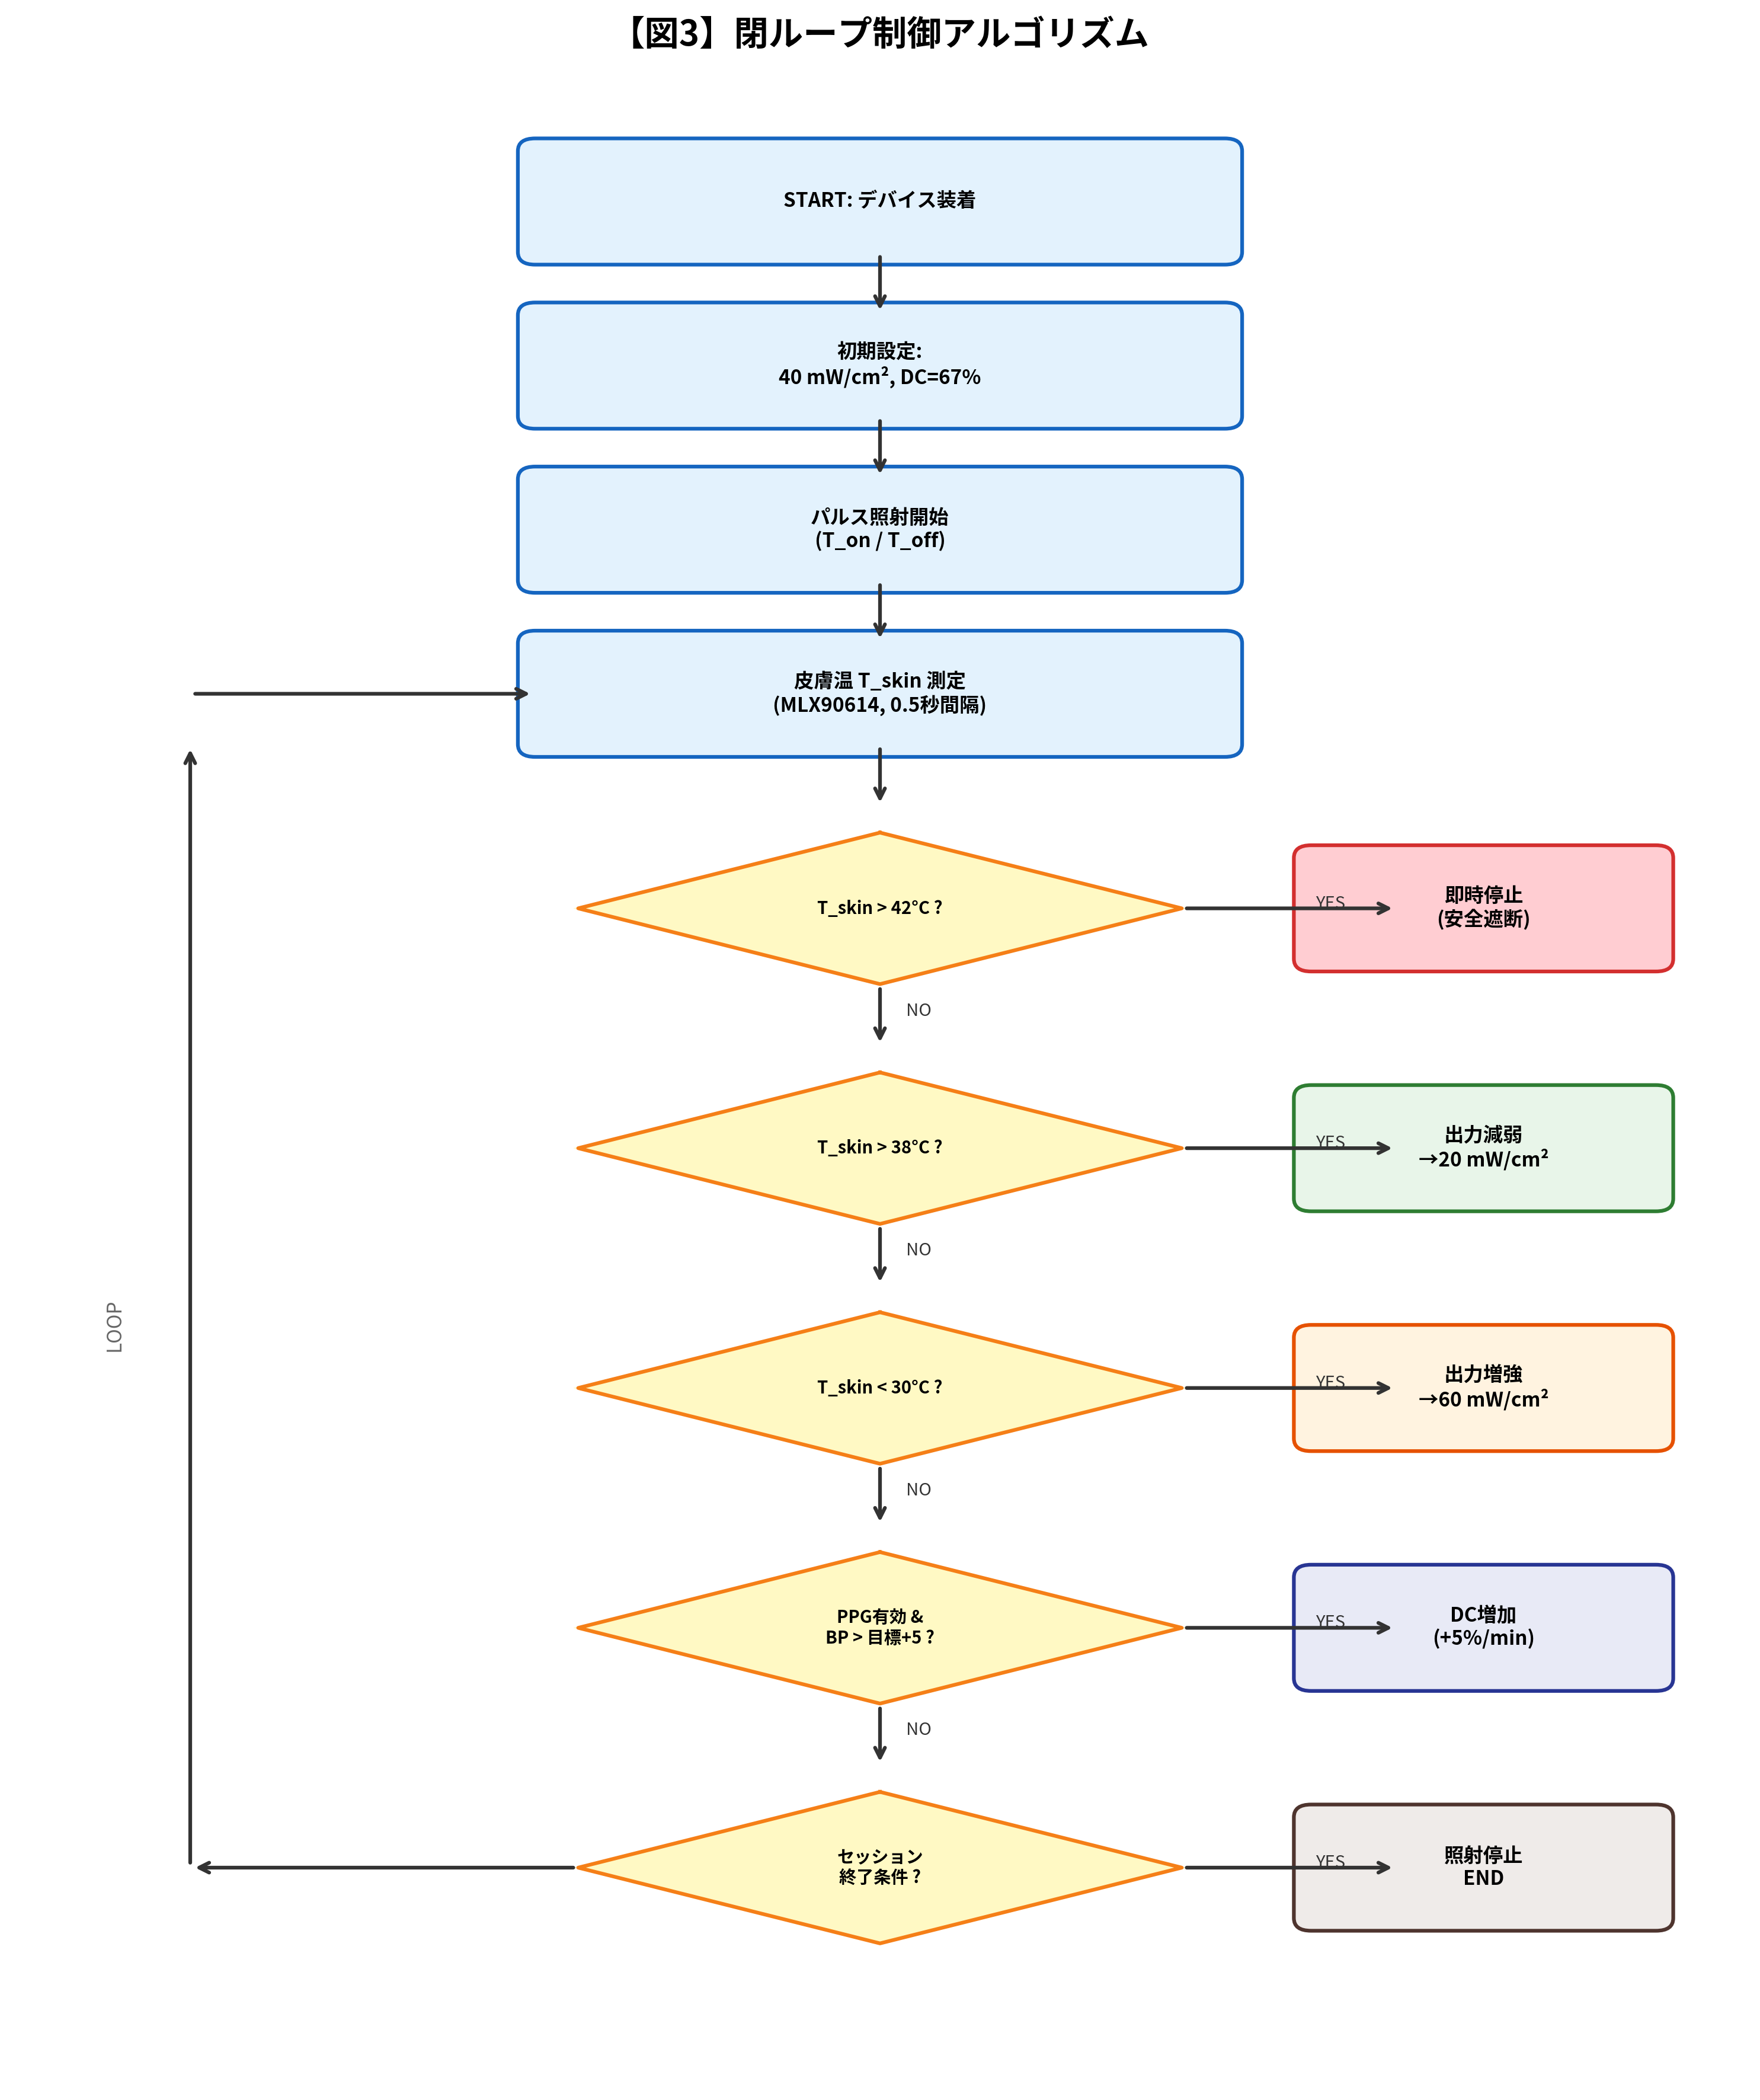 【図3】閉ループ制御アルゴリズム
START: デバイス装着
初期設定:
40 mW/cm², DC=67%
パルス照射開始
(T_on / T_off)
皮膚温 T_skin 測定
(MLX90614, 0.5秒間隔)
T_skin > 42°C ?
YES
即時停止
(安全遮断)
NO
T_skin > 38°C ?
YES
出力減弱
→20 mW/cm²
NO
T_skin < 30°C ?
YES
出力増強
→60 mW/cm²
NO
PPG有効 &
BP > 目標+5 ?
YES
DC増加
(+5%/min)
NO
セッション
終了条件 ?
YES
照射停止
END
LOOP